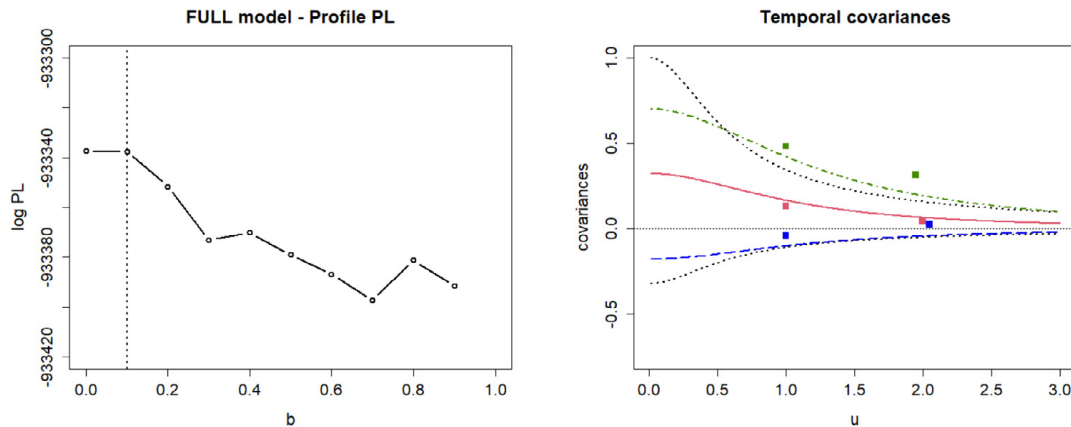 FULL model - Profile PL
log PL
-933300
-933340
-933380
-933420
0.0 0.2 0.4 0.6 0.8 1.0
b
Temporal covariances
covariances
1.0
0.5
0.0
-0.5
0.0 0.5 1.0 1.5 2.0 2.5 3.0
u